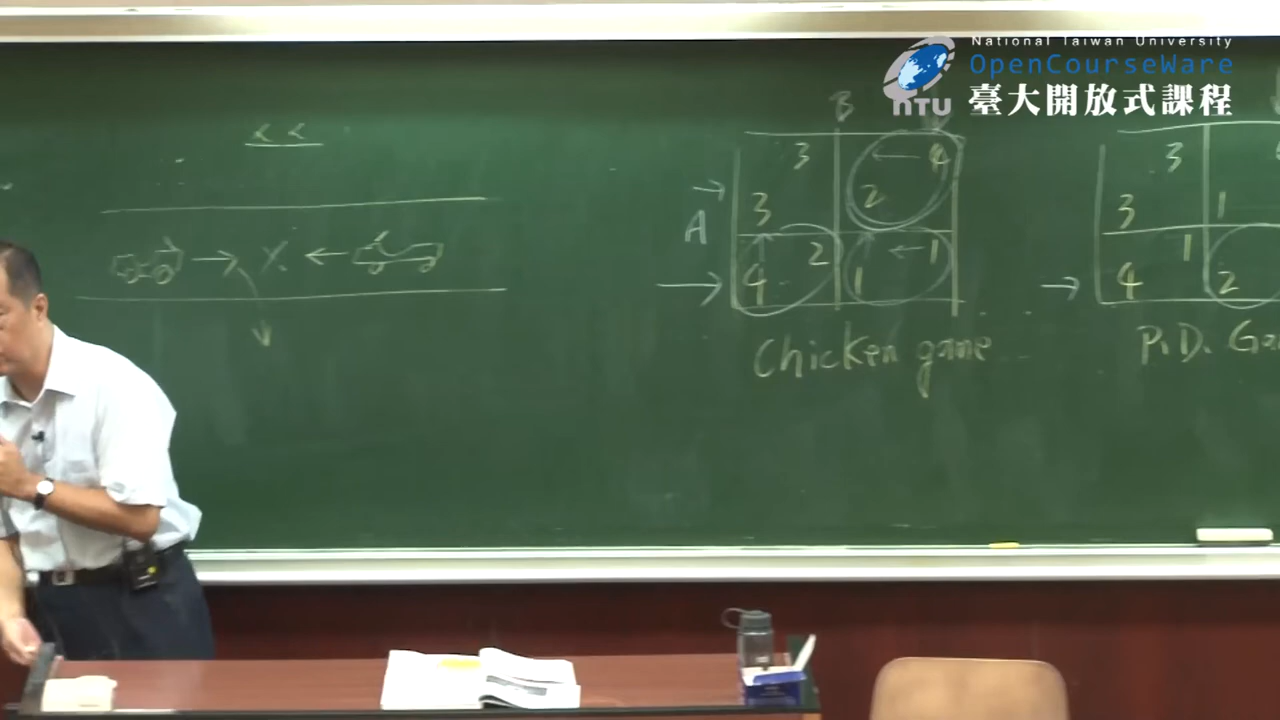 National Taiwan University
OpenCourseWare
臺大開放式課程
NTU
B
3 4
3 2
A
2 1
4 1
Chicken game
3
3 1
1
4 2
P.D.